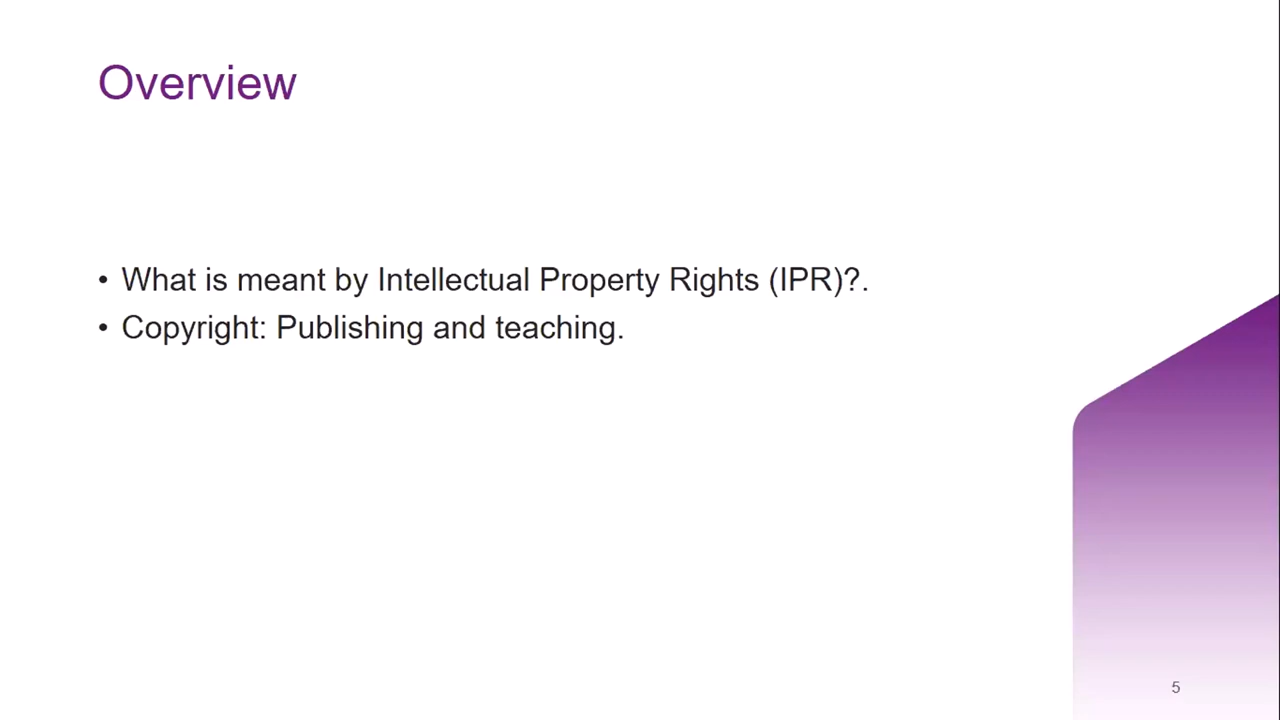 Overview
• What is meant by Intellectual Property Rights (IPR)?.
• Copyright: Publishing and teaching.
5